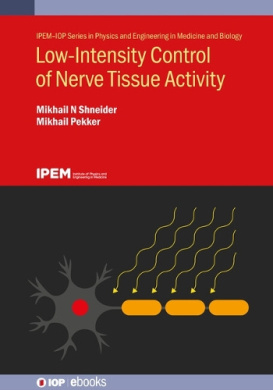 IPEM–IOP Series in Physics and Engineering in Medicine and Biology
Low-Intensity Control
of Nerve Tissue Activity
Mikhail N Shneider
Mikhail Pekker
IPEM Institute of Physics and
Engineering in Medicine
IOP ebooks